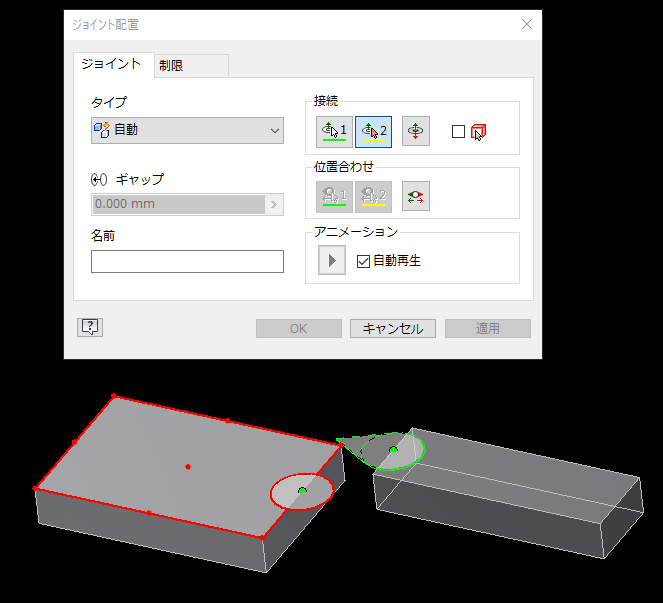 ジョイント配置
ジョイント
制限
タイプ
自動
ギャップ
0.000 mm
名前
接続
1
2
位置合わせ
1
2
アニメーション
自動再生
?
OK
キャンセル
適用